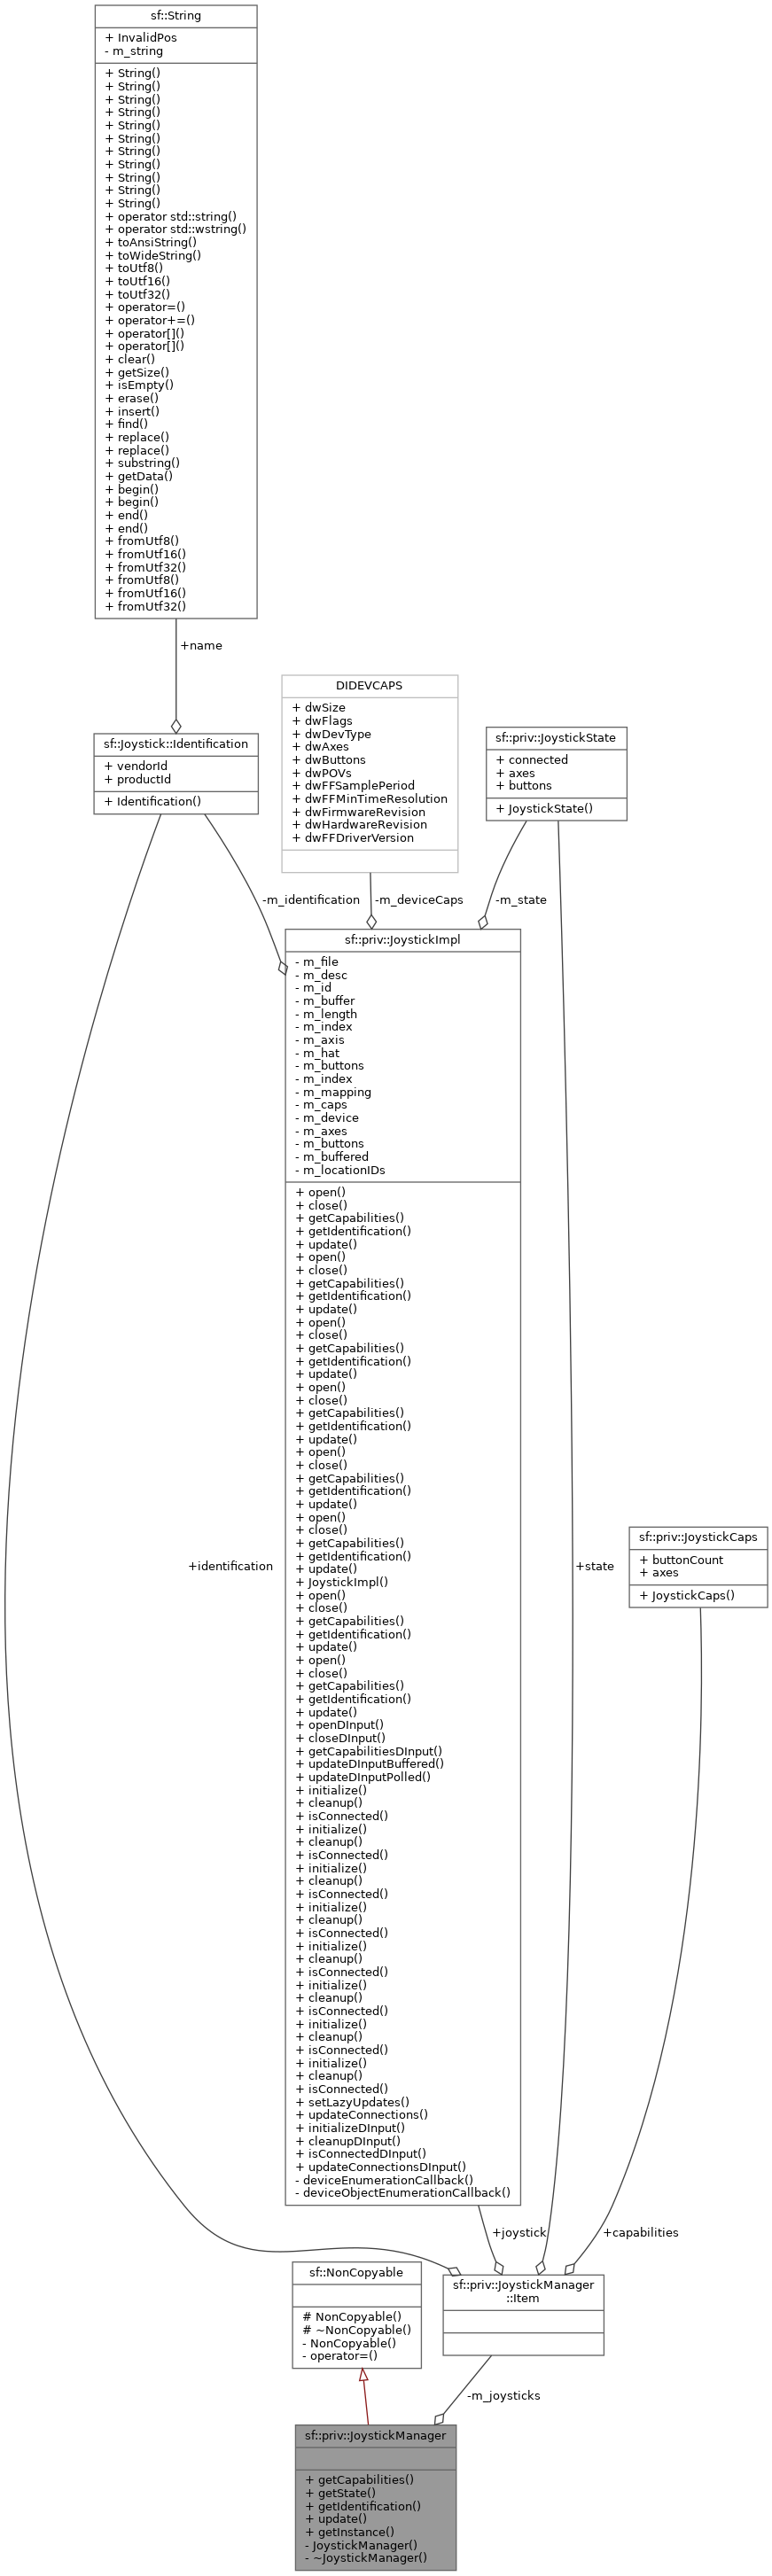 sf::String
+ InvalidPos
- m_string
+ String()
+ String()
+ String()
+ String()
+ String()
+ String()
+ String()
+ String()
+ String()
+ String()
+ String()
+ operator std::string()
+ operator std::wstring()
+ toAnsiString()
+ toWideString()
+ toUtf8()
+ toUtf16()
+ toUtf32()
+ operator=()
+ operator+=()
+ operator[]()
+ operator[]()
+ clear()
+ getSize()
+ isEmpty()
+ erase()
+ insert()
+ find()
+ replace()
+ replace()
+ substring()
+ getData()
+ begin()
+ begin()
+ end()
+ end()
+ fromUtf8()
+ fromUtf16()
+ fromUtf32()
+ fromUtf8()
+ fromUtf16()
+ fromUtf32()
+name
sf::Joystick::Identification
+ vendorId
+ productId
+ Identification()
DIDEVCAPS
+ dwSize
+ dwFlags
+ dwDevType
+ dwAxes
+ dwButtons
+ dwPOVs
+ dwFFSamplePeriod
+ dwFFMinTimeResolution
+ dwFirmwareRevision
+ dwHardwareRevision
+ dwFFDriverVersion
sf::priv::JoystickState
+ connected
+ axes
+ buttons
+ JoystickState()
-m_identification
-m_deviceCaps
-m_state
sf::priv::JoystickImpl
- m_file
- m_desc
- m_id
- m_buffer
- m_length
- m_index
- m_axis
- m_hat
- m_buttons
- m_index
- m_mapping
- m_caps
- m_device
- m_axes
- m_buttons
- m_buffered
- m_locationIDs
+ open()
+ close()
+ getCapabilities()
+ getIdentification()
+ update()
+ open()
+ close()
+ getCapabilities()
+ getIdentification()
+ update()
+ open()
+ close()
+ getCapabilities()
+ getIdentification()
+ update()
+ open()
+ close()
+ getCapabilities()
+ getIdentification()
+ update()
+ open()
+ close()
+ getCapabilities()
+ getIdentification()
+ update()
+ open()
+ close()
+ getCapabilities()
+ getIdentification()
+ update()
+ JoystickImpl()
+ open()
+ close()
+ getCapabilities()
+ getIdentification()
+ update()
+ open()
+ close()
+ getCapabilities()
+ getIdentification()
+ update()
+ openDInput()
+ closeDInput()
+ getCapabilitiesDInput()
+ updateDInputBuffered()
+ updateDInputPolled()
+ initialize()
+ cleanup()
+ isConnected()
+ initialize()
+ cleanup()
+ isConnected()
+ initialize()
+ cleanup()
+ isConnected()
+ initialize()
+ cleanup()
+ isConnected()
+ initialize()
+ cleanup()
+ isConnected()
+ initialize()
+ cleanup()
+ isConnected()
+ initialize()
+ cleanup()
+ isConnected()
+ initialize()
+ cleanup()
+ isConnected()
+ setLazyUpdates()
+ updateConnections()
+ initializeDInput()
+ cleanupDInput()
+ isConnectedDInput()
+ updateConnectionsDInput()
- deviceEnumerationCallback()
- deviceObjectEnumerationCallback()
+identification
+state
sf::priv::JoystickCaps
+ buttonCount
+ axes
+ JoystickCaps()
+joystick
+capabilities
sf::NonCopyable
# NonCopyable()
# ~NonCopyable()
- NonCopyable()
- operator=()
sf::priv::JoystickManager
::Item
-m_joysticks
sf::priv::JoystickManager
+ getCapabilities()
+ getState()
+ getIdentification()
+ update()
+ getInstance()
- JoystickManager()
- ~JoystickManager()